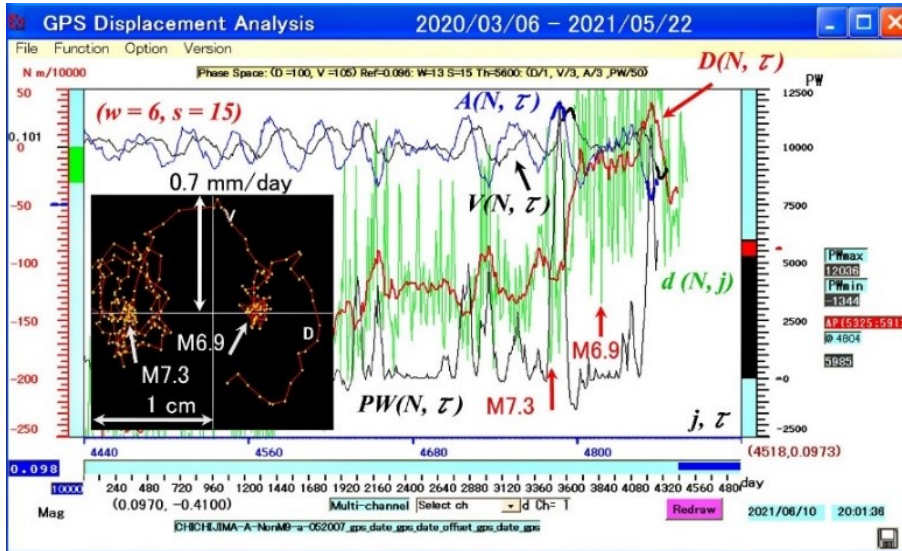 GPS Displacement Analysis 2020/03/06 - 2021/05/22
File Function Option Version
N m/10000
Phase Space: (D =100, V =105) Ref=0.096: W=13 S=15 Th=5600: (D/1, V/3, A/3 ,PW/50)
D(N, τ)
PW
50
(w = 6, s = 15)
A(N, τ)
12500
0.101
0
10000
0.7 mm/day
V(N, τ)
-50
7500
V
-100
PWmax
12036
d (N, j)
5000
PWmin
-1344
D
-150
M6.9
2500
M6.9
@ 4804
M7.3
5985
-200
0
PW(N, τ)
M7.3
1 cm
j, τ
-250
-2500
4440 4560 4680 4800
(4518,0.0973)
0.098
10000
240 480 720 960 1200 1440 1680 1920 2160 2400 2640 2880 3120 3360 3600 3840 4080 4320 4560 4800
day
Mag
(0.0970, -0.4100)
Multi-channel
Select ch
d Ch= 1
Redraw
2021/06/10
20:01:36
CHICHIJIMA-A-NonM9-a-052007_gps_date_gps_date_offset_gps_date_gps